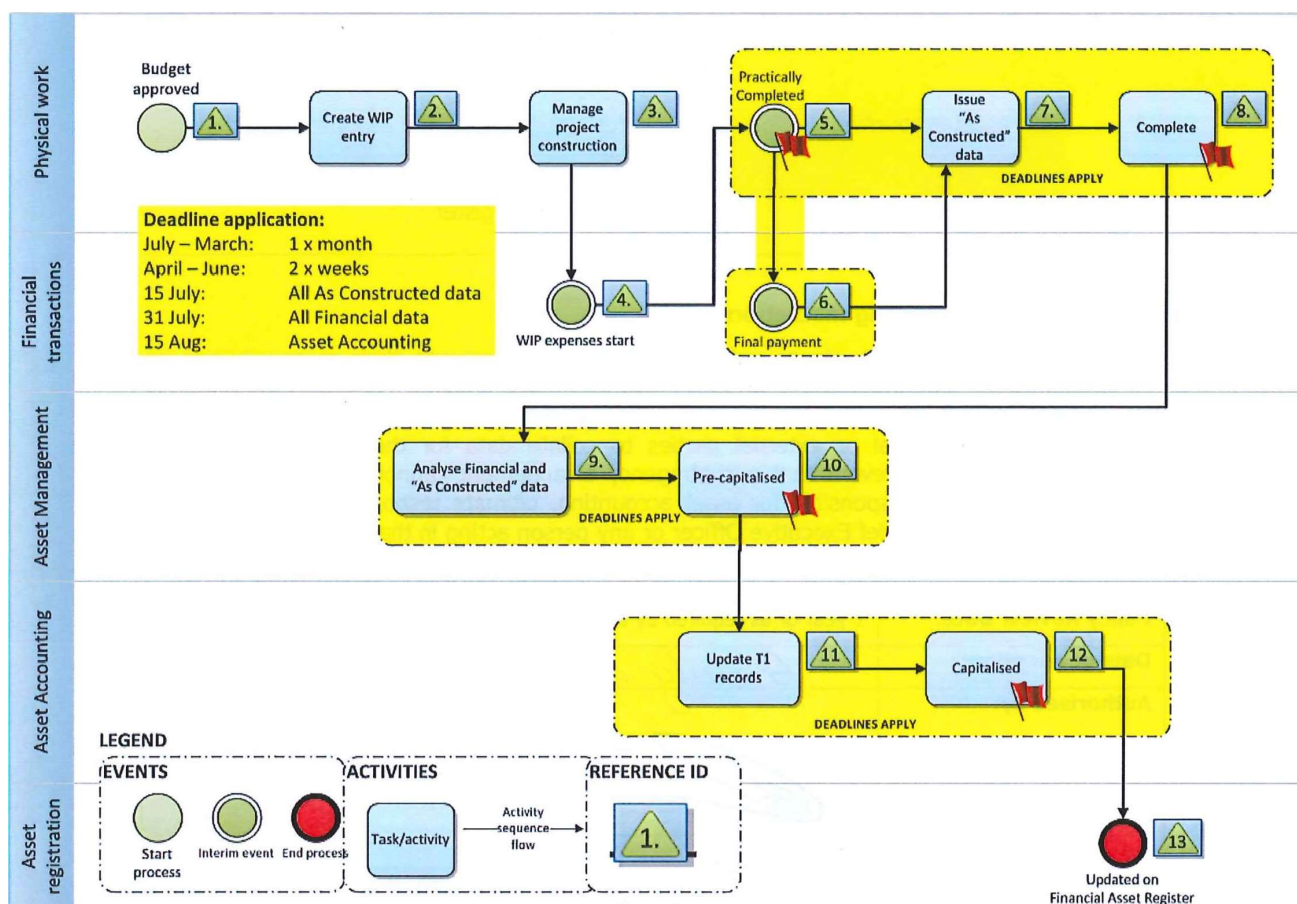 Physical work
Budget
approved
1.
Create WIP
entry
2.
Manage
project
construction
3.
Practically
Completed
5.
Issue
“As
Constructed”
data
7.
Complete
8.
DEADLINES APPLY
Deadline application:
July – March: 1 x month
April – June: 2 x weeks
15 July: All As Constructed data
31 July: All Financial data
15 Aug: Asset Accounting
Financial
transactions
4.
WIP expenses start
6.
Final payment
Asset Management
Analyse Financial and
“As Constructed” data
9.
Pre-capitalised
10
DEADLINES APPLY
Asset Accounting
Update T1
records
11
Capitalised
12
DEADLINES APPLY
LEGEND
EVENTS
Start
process
Interim event
End process
ACTIVITIES
Task/activity
Activity
sequence
flow
REFERENCE ID
1.
Asset
registration
13
Updated on
Financial Asset Register